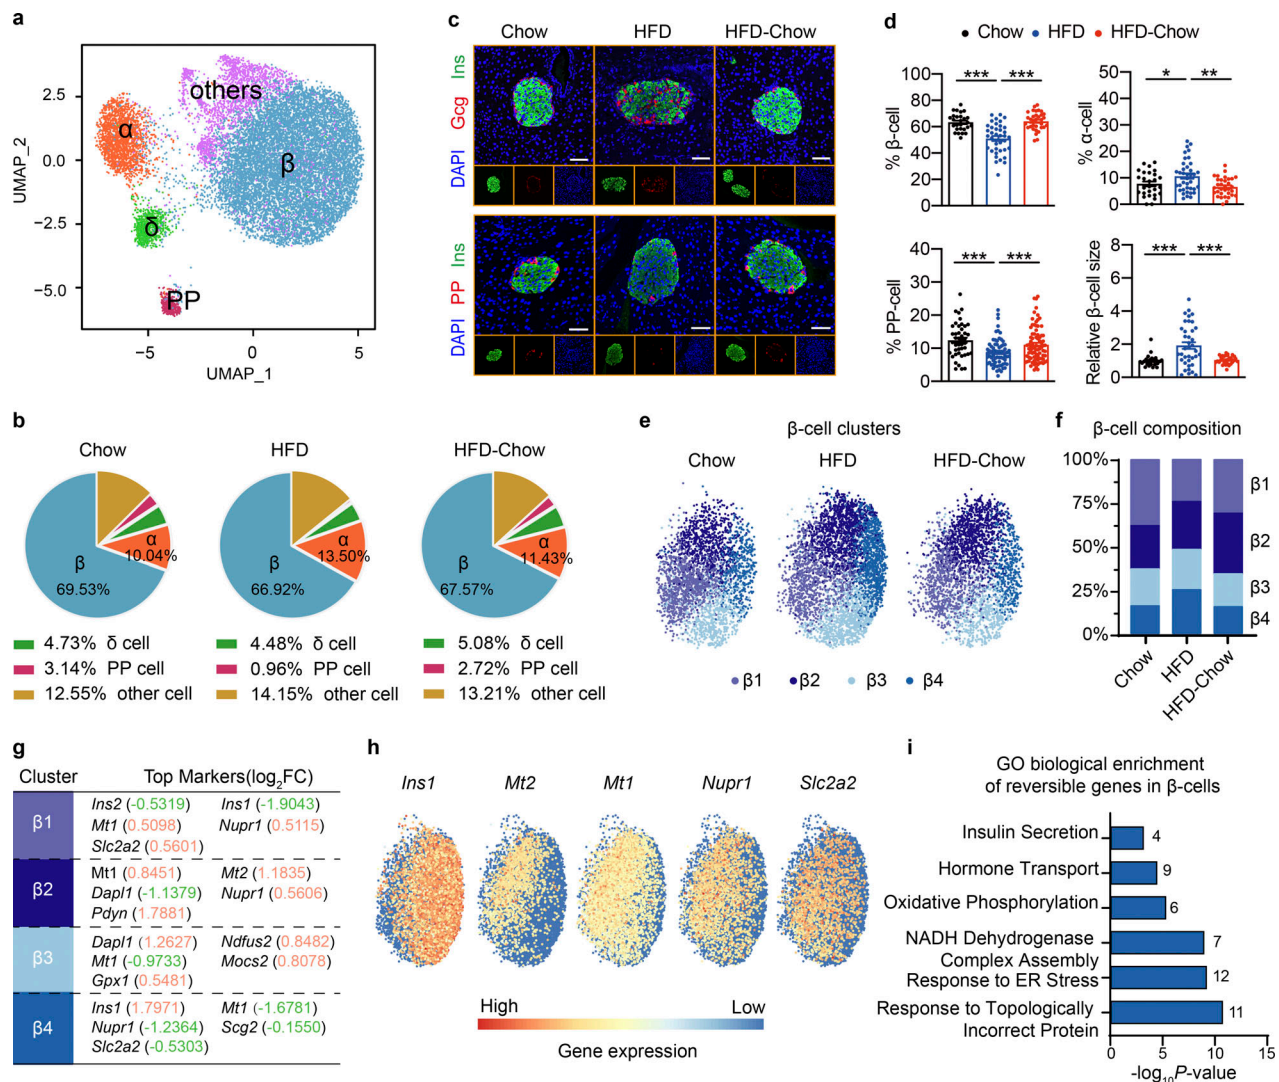 a
UMAP_2
2.5
0.0
−2.5
−5.0
others
α
β
δ
PP
−5
0
5
UMAP_1
b
Chow
HFD
HFD-Chow
β
69.53%
α
10.04%
β
66.92%
α
13.50%
β
67.57%
α
11.43%
4.73% δ cell
3.14% PP cell
12.55% other cell
4.48% δ cell
0.96% PP cell
14.15% other cell
5.08% δ cell
2.72% PP cell
13.21% other cell
c
Chow HFD HFD-Chow
DAPI Gcg Ins
DAPI PP Ins
d
Chow HFD HFD-Chow
% β-cell
100
80
60
40
20
0
*** ***
% α-cell
50
40
30
20
10
0
* **
% PP-cell
40
30
20
10
0
*** ***
Relative β-cell size
8
6
4
2
0
*** ***
e
β-cell clusters
Chow HFD HFD-Chow
β1 β2 β3 β4
f
β-cell composition
100%
75%
50%
25%
0%
β1
β2
β3
β4
Chow
HFD
HFD-Chow
g
Cluster Top Markers(log2FC)
β1
Ins2 (-0.5319) Ins1 (-1.9043)
Mt1 (0.5098) Nupr1 (0.5115)
Slc2a2 (0.5601)
β2
Mt1 (0.8451) Mt2 (1.1835)
Dapl1 (-1.1379) Nupr1 (0.5606)
Pdyn (1.7881)
β3
Dapl1 (1.2627) Ndfus2 (0.8482)
Mt1 (-0.9733) Mocs2 (0.8078)
Gpx1 (0.5481)
β4
Ins1 (1.7971) Mt1 (-1.6781)
Nupr1 (-1.2364) Scg2 (-0.1550)
Slc2a2 (-0.5303)
h
Ins1 Mt2 Mt1 Nupr1 Slc2a2
High Low
Gene expression
i
GO biological enrichment
of reversible genes in β-cells
Insulin Secretion 4
Hormone Transport 9
Oxidative Phosphorylation 6
NADH Dehydrogenase 7
Complex Assembly
Response to ER Stress 12
Response to Topologically 11
Incorrect Protein
0 5 10 15
-log10P-value